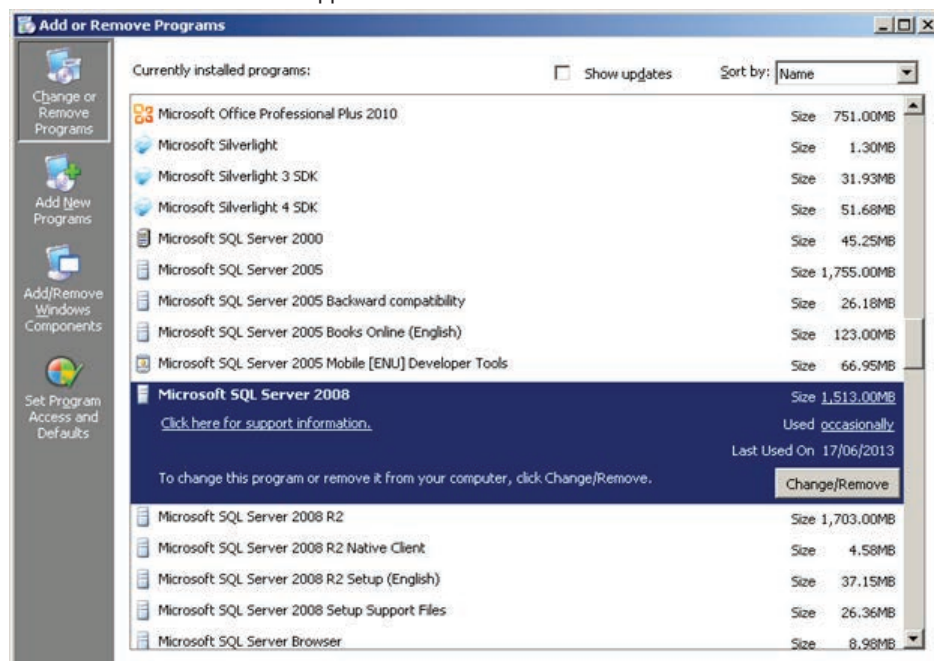 Add or Remove Programs
Change or
Remove
Programs
Add New
Programs
Add/Remove
Windows
Components
Set Program
Access and
Defaults
Currently installed programs:
Show updates
Sort by: Name
Microsoft Office Professional Plus 2010 Size 751.00MB
Microsoft Silverlight Size 1.30MB
Microsoft Silverlight 3 SDK Size 31.93MB
Microsoft Silverlight 4 SDK Size 51.68MB
Microsoft SQL Server 2000 Size 45.25MB
Microsoft SQL Server 2005 Size 1,755.00MB
Microsoft SQL Server 2005 Backward compatibility Size 26.18MB
Microsoft SQL Server 2005 Books Online (English) Size 123.00MB
Microsoft SQL Server 2005 Mobile [ENU] Developer Tools Size 66.95MB
Microsoft SQL Server 2008 Size 1,513.00MB
Click here for support information. Used occasionally
Last Used On 17/06/2013
To change this program or remove it from your computer, click Change/Remove. Change/Remove
Microsoft SQL Server 2008 R2 Size 1,703.00MB
Microsoft SQL Server 2008 R2 Native Client Size 4.58MB
Microsoft SQL Server 2008 R2 Setup (English) Size 37.15MB
Microsoft SQL Server 2008 Setup Support Files Size 26.36MB
Microsoft SQL Server Browser Size 8.98MB